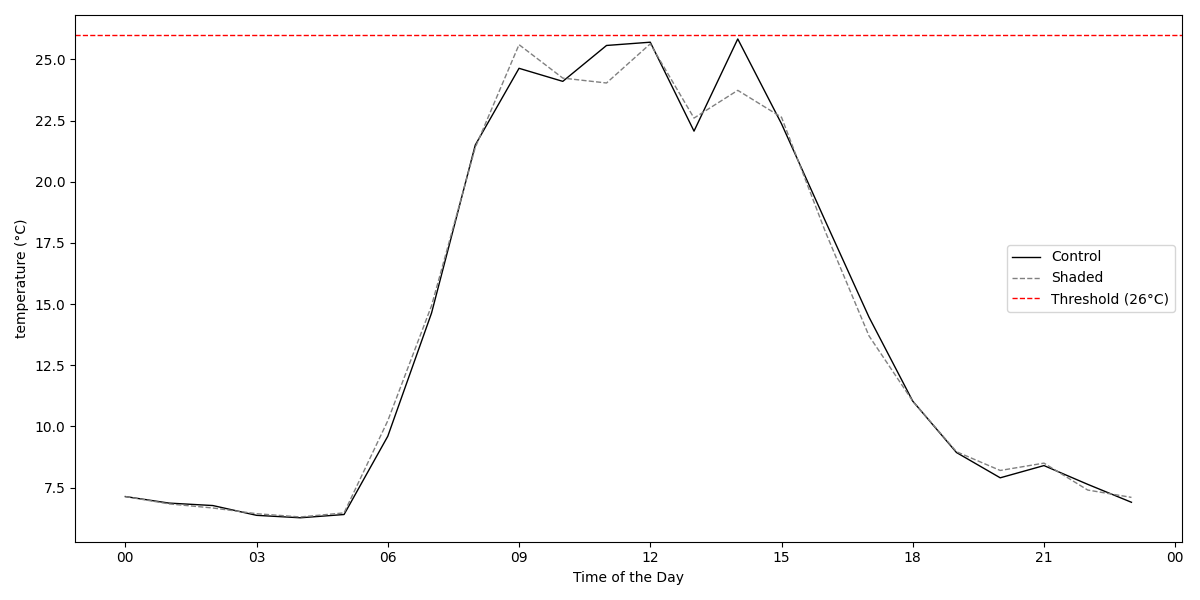 25.0
22.5
20.0
17.5
15.0
12.5
10.0
7.5
temperature (°C)
Control
Shaded
Threshold (26°C)
00 03 06 09 12 15 18 21 00
Time of the Day